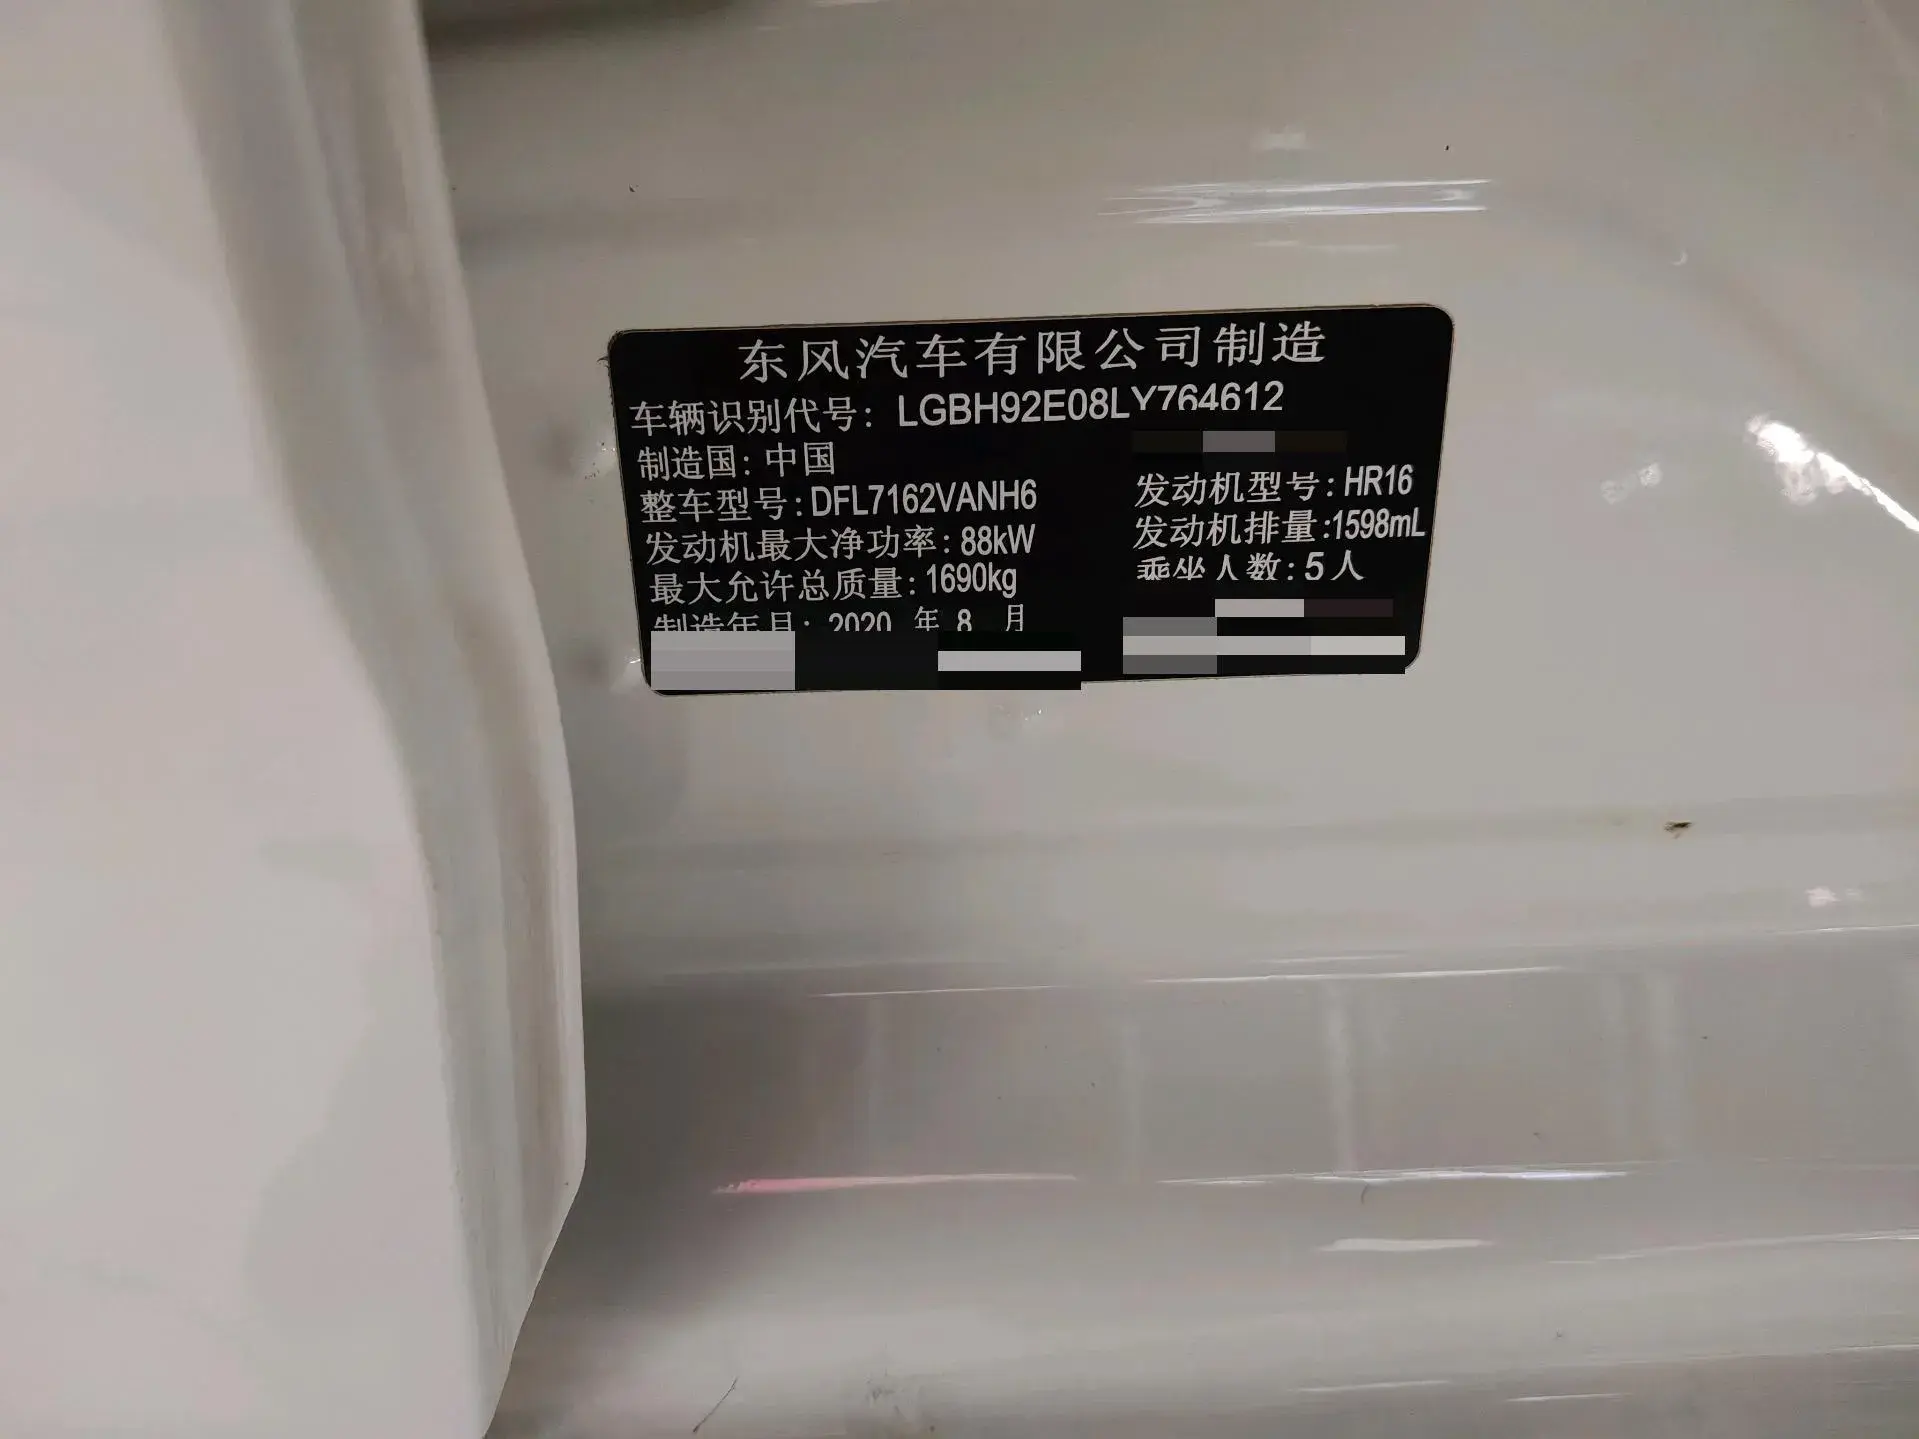 东风汽车有限公司制造
车辆识别代号：LGBH92E08LY764612
制造国：中国
整车型号：DFL7162VANH6 发动机型号：HR16
发动机最大净功率：88kW 发动机排量：1598mL
最大允许总质量：1690kg 乘坐人数：5人
制造年月：2020 年 8 月